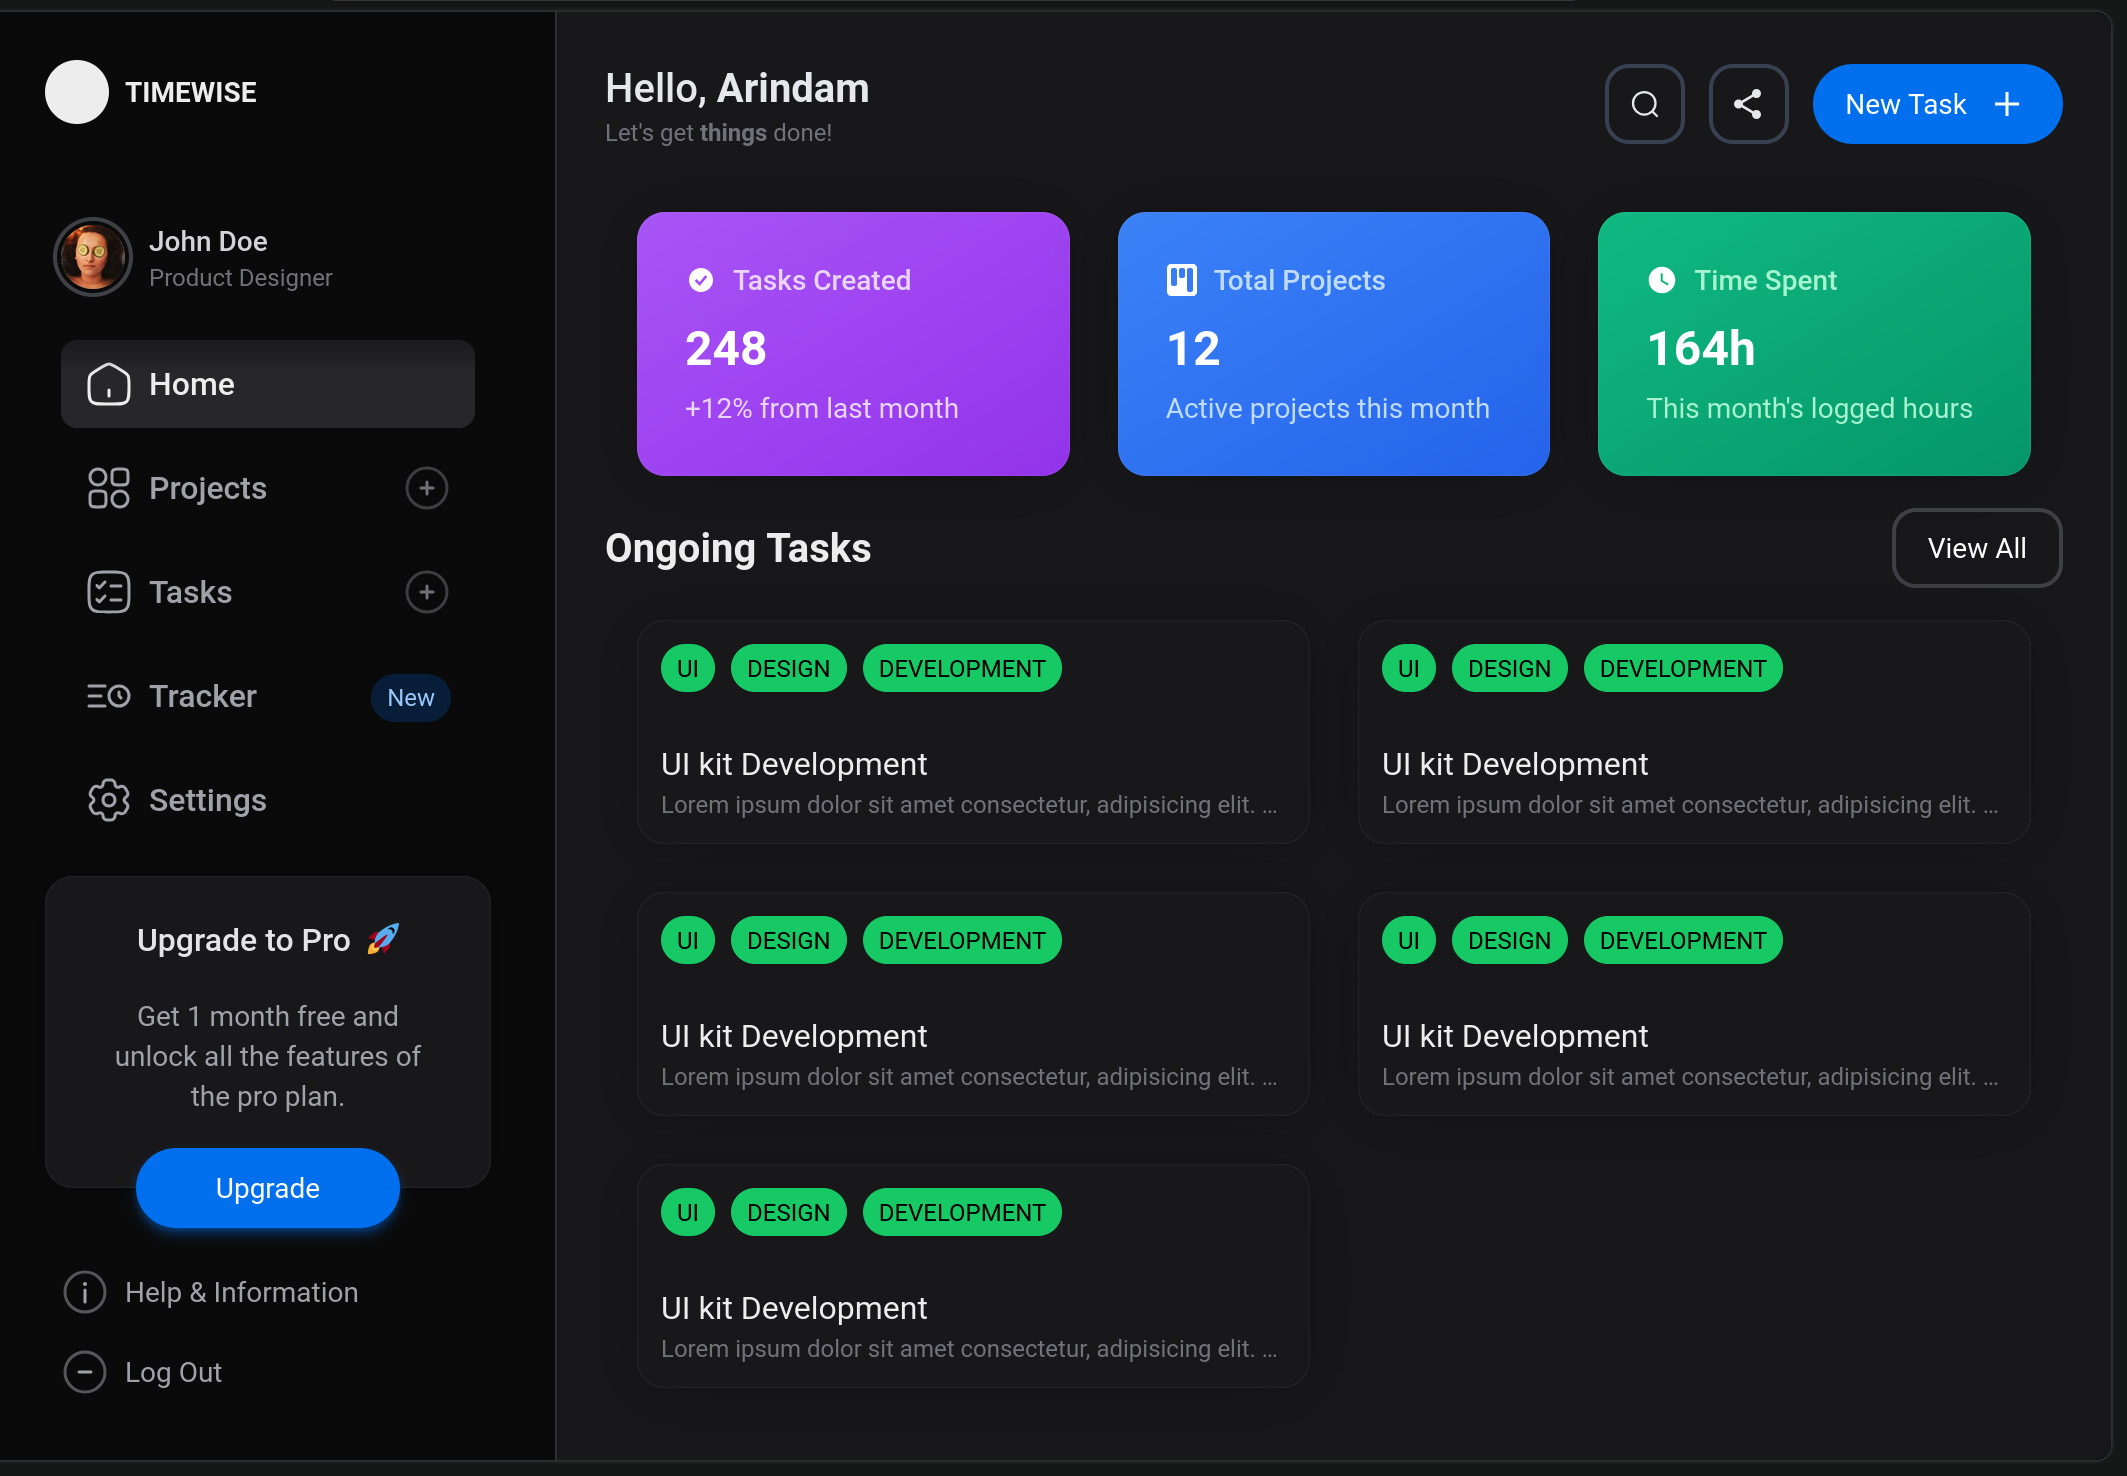 TIMEWISE
John Doe
Product Designer
Home
Projects
Tasks
Tracker
New
Settings
Upgrade to Pro 🚀
Get 1 month free and
unlock all the features of
the pro plan.
Upgrade
Help & Information
Log Out
Hello, Arindam
Let's get things done!
New Task
Tasks Created
248
+12% from last month
Total Projects
12
Active projects this month
Time Spent
164h
This month's logged hours
Ongoing Tasks
View All
UI DESIGN DEVELOPMENT
UI kit Development
Lorem ipsum dolor sit amet consectetur, adipisicing elit. ...
UI DESIGN DEVELOPMENT
UI kit Development
Lorem ipsum dolor sit amet consectetur, adipisicing elit. ...
UI DESIGN DEVELOPMENT
UI kit Development
Lorem ipsum dolor sit amet consectetur, adipisicing elit. ...
UI DESIGN DEVELOPMENT
UI kit Development
Lorem ipsum dolor sit amet consectetur, adipisicing elit. ...
UI DESIGN DEVELOPMENT
UI kit Development
Lorem ipsum dolor sit amet consectetur, adipisicing elit. ...